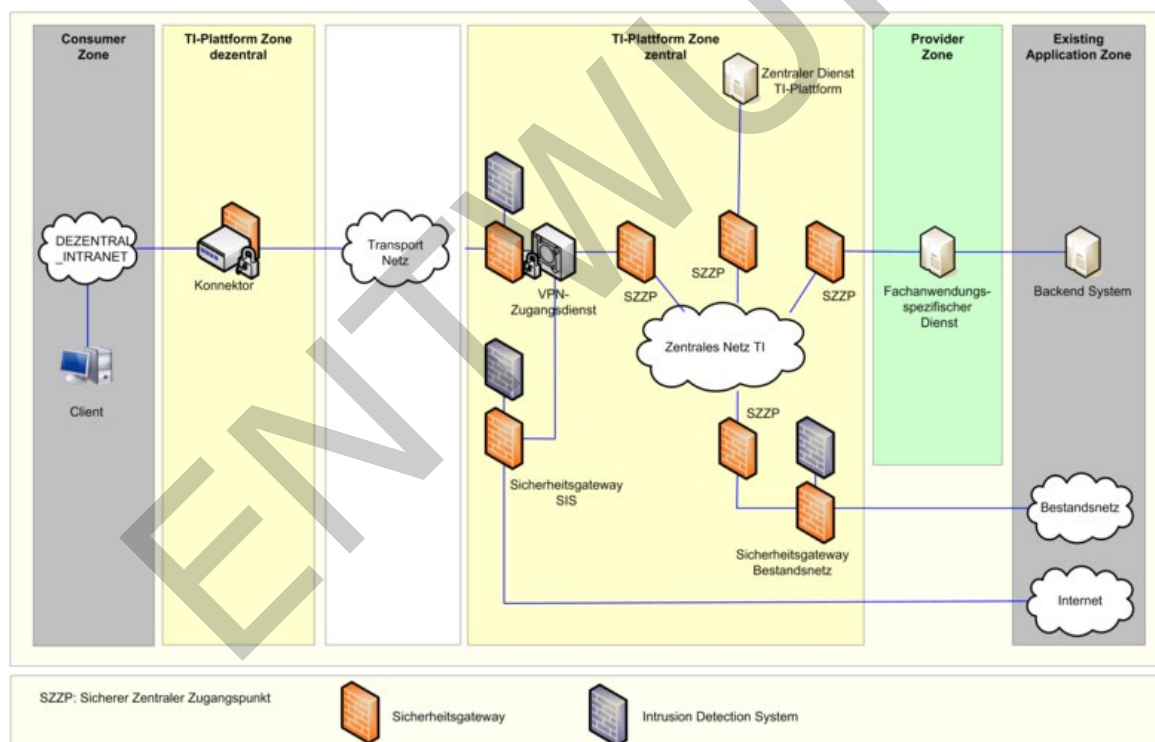 Consumer
Zone
TI-Plattform Zone
dezentral
TI-Plattform Zone
zentral
Provider
Zone
Existing
Application Zone
Zentraler Dienst
TI-Plattform
DEZENTRAL
_INTRANET
Konnektor
Transport
Netz
VPN-
Zugangsdienst
SZZP
SZZP
SZZP
Fachanwendungs-
spezifischer
Dienst
Backend System
Client
Zentrales Netz TI
SZZP
Sicherheitsgateway
SIS
Sicherheitsgateway
Bestandsnetz
Bestandsnetz
Internet
SZZP: Sicherer Zentraler Zugangspunkt
Sicherheitsgateway
Intrusion Detection System
ENTWU